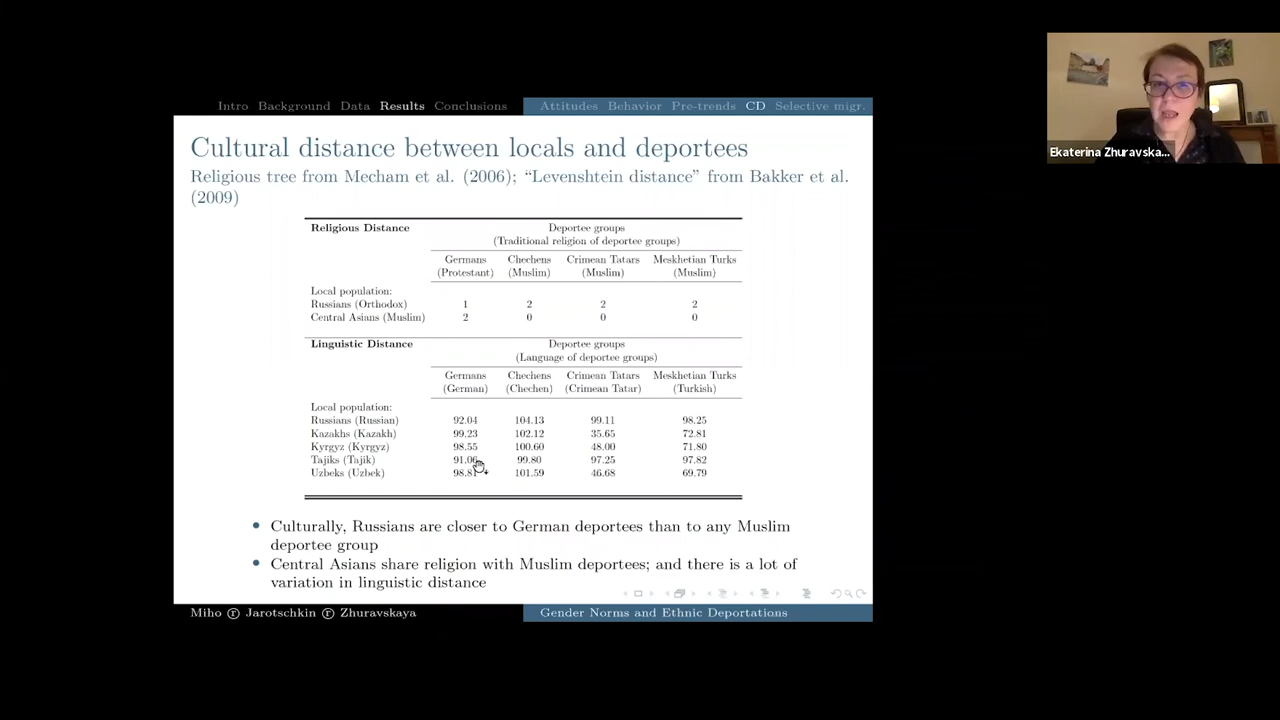 Intro Background Data Results Conclusions Attitudes Behavior Pre-trends CD Selective migr.
Cultural distance between locals and deportees
Religious tree from Mecham et al. (2006); “Levenshtein distance” from Bakker et al.
(2009)
Religious Distance Deportee groups
(Traditional religion of deportee groups)
Germans Chechens Crimean Tatars Meskhetian Turks
(Protestant) (Muslim) (Muslim) (Muslim)
Local population:
Russians (Orthodox) 1 2 2 2
Central Asians (Muslim) 2 0 0 0
Linguistic Distance Deportee groups
(Language of deportee groups)
Germans Chechens Crimean Tatars Meskhetian Turks
(German) (Chechen) (Crimean Tatar) (Turkish)
Local population:
Russians (Russian) 92.04 104.13 99.11 98.25
Kazakhs (Kazakh) 99.23 102.12 35.65 72.81
Kyrgyz (Kyrgyz) 98.55 100.60 48.00 71.80
Tajiks (Tajik) 91.06 99.80 97.25 97.82
Uzbeks (Uzbek) 98.81 101.59 46.68 69.79
• Culturally, Russians are closer to German deportees than to any Muslim
deportee group
• Central Asians share religion with Muslim deportees; and there is a lot of
variation in linguistic distance
Miho ⓡ Jarotschkin ⓡ Zhuravskaya Gender Norms and Ethnic Deportations
Ekaterina Zhuravska...